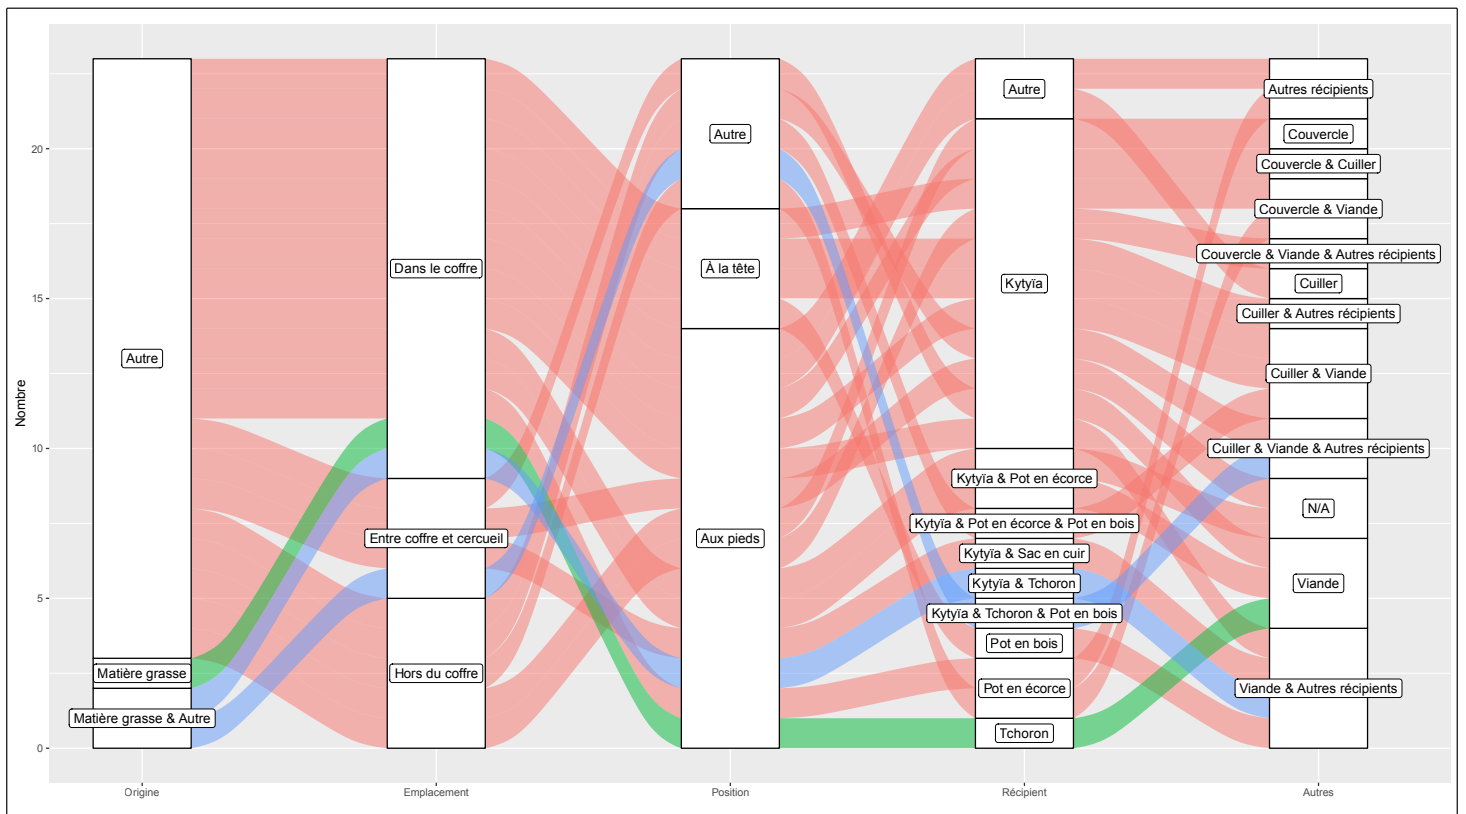 Nombre
20
15
10
5
0
Autre
Matière grasse
Matière grasse & Autre
Dans le coffre
Entre coffre et cercueil
Hors du coffre
Autre
À la tête
Aux pieds
Autre
Kytyïa
Kytyïa & Pot en écorce
Kytyïa & Pot en écorce & Pot en bois
Kytyïa & Sac en cuir
Kytyïa & Tchoron
Kytyïa & Tchoron & Pot en bois
Pot en bois
Pot en écorce
Tchoron
Autres récipients
Couvercle
Couvercle & Cuiller
Couvercle & Viande
Couvercle & Viande & Autres récipients
Cuiller
Cuiller & Autres récipients
Cuiller & Viande
Cuiller & Viande & Autres récipients
N/A
Viande
Viande & Autres récipients
Origine
Emplacement
Position
Récipient
Autres